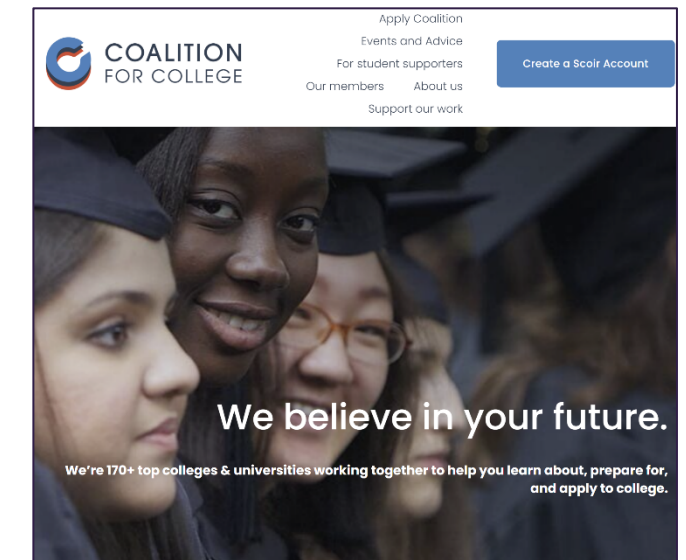 COALITION
FOR COLLEGE
Apply Coalition
Events and Advice
For student supporters
Our members About us
Support our work
Create a Scoir Account
We believe in your future.
We're 170+ top colleges & universities working together to help you learn about, prepare for,
and apply to college.